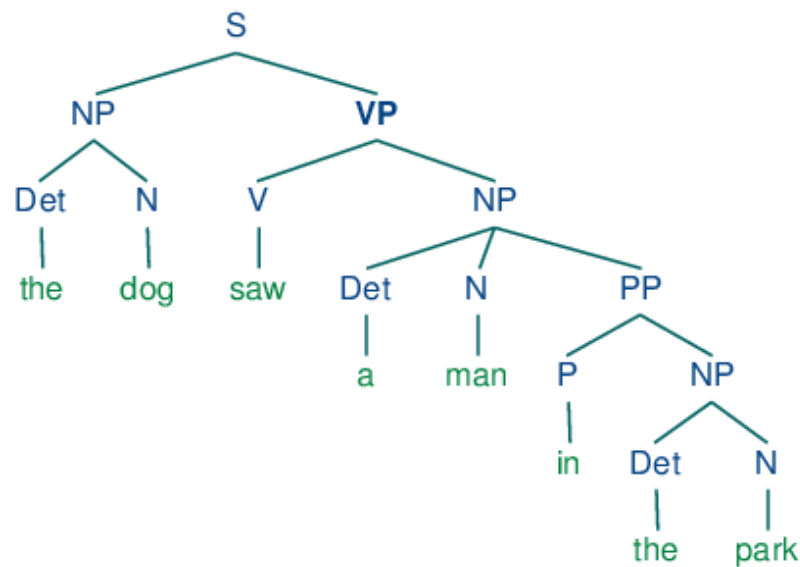 S
NP VP
Det N V NP
the dog saw Det N PP
a man P NP
in Det N
the park